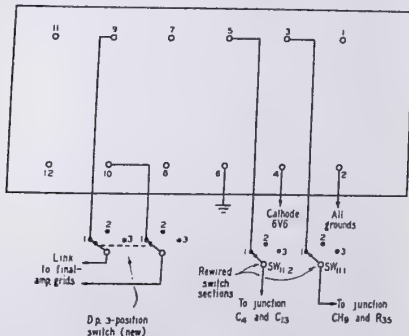 11
9
7
5
3
1
12
10
8
6
4
2
Cathode
6V6
All
grounds
1
2
3
1
2
3
1
2
3
1
2
3
Link
to final-
amp grids
D.p. 3-position
switch (new)
Rewired
switch
sections
SW11 2
SW11 1
To junction
C4 and C13
To junction
CH9 and R35